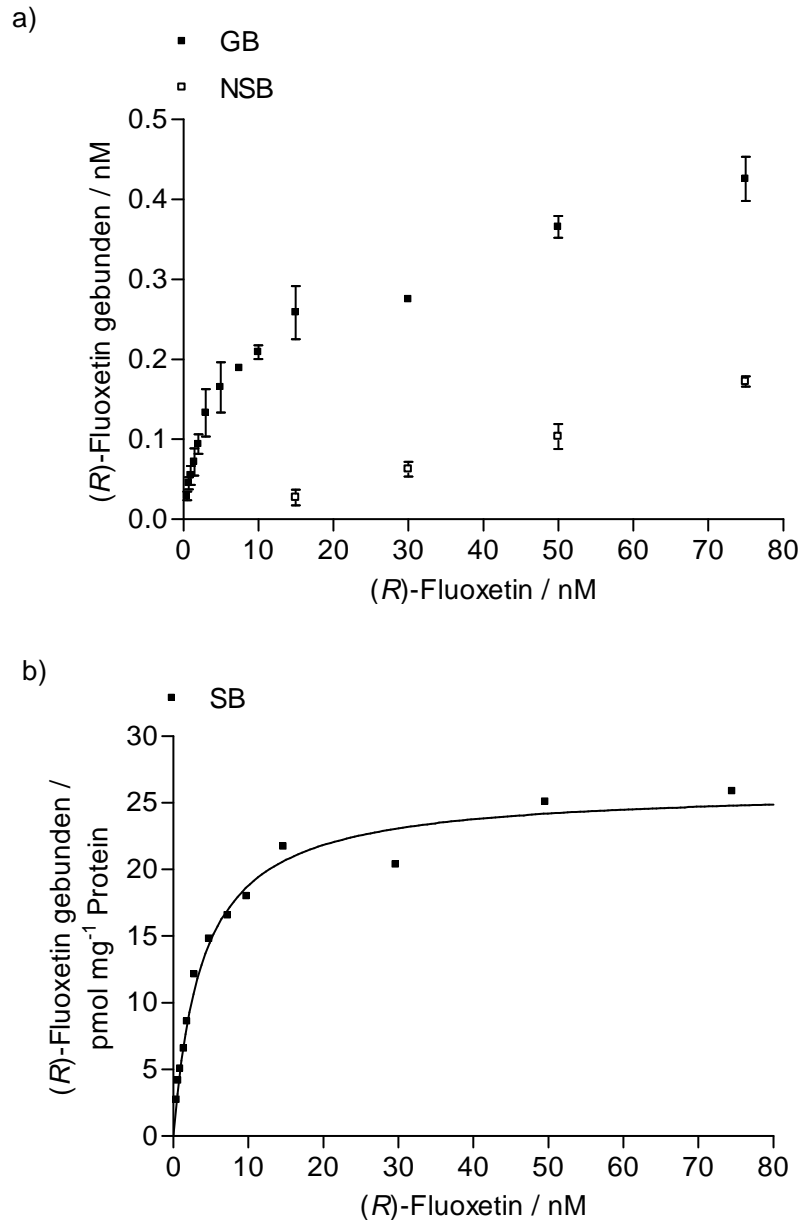 a)
GB
NSB
0.5
0.4
0.3
0.2
0.1
0.0
(R)-Fluoxetin gebunden / nM
0 10 20 30 40 50 60 70 80
(R)-Fluoxetin / nM
b)
SB
30
25
20
15
10
5
0
(R)-Fluoxetin gebunden /
pmol mg⁻¹ Protein
0 10 20 30 40 50 60 70 80
(R)-Fluoxetin / nM